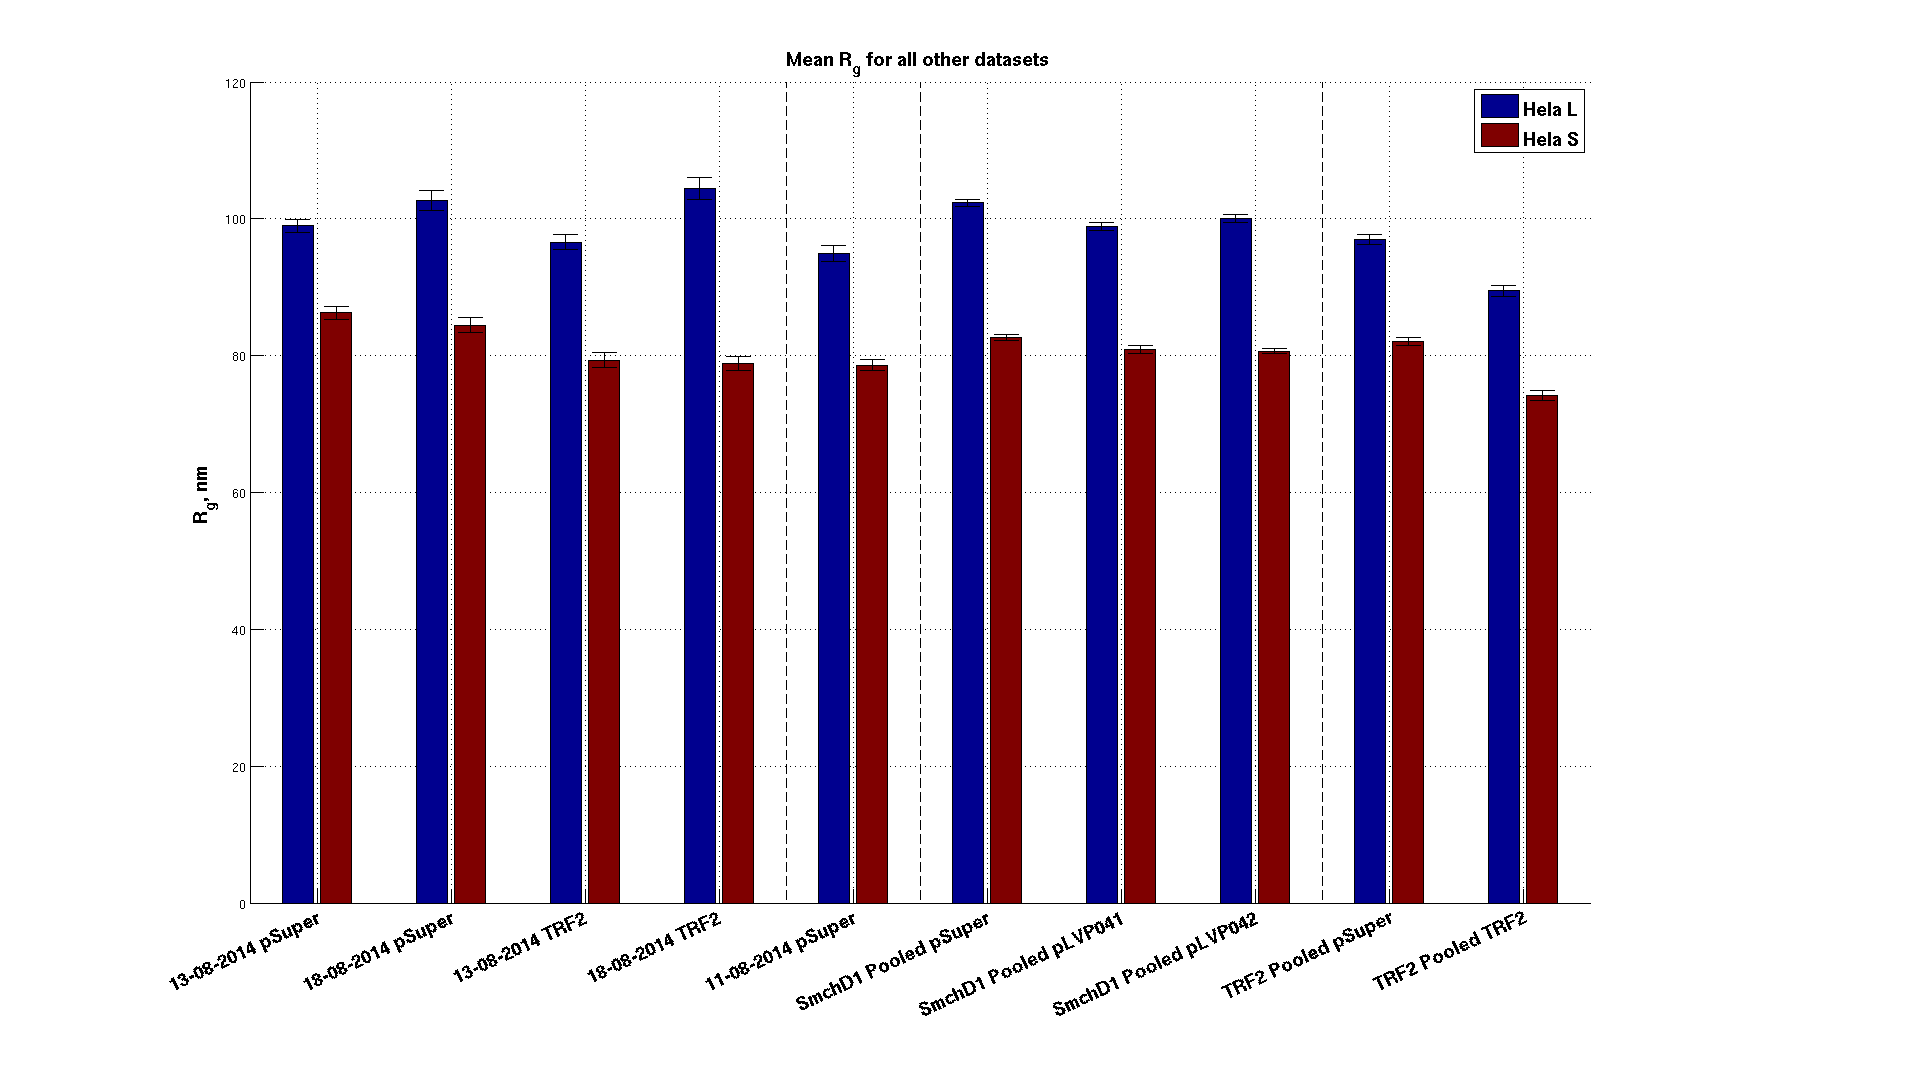 Mean Rg for all other datasets
120
100
80
60
40
20
0
Rg, nm
Hela L
Hela S
13-08-2014 pSuper
18-08-2014 pSuper
13-08-2014 TRF2
18-08-2014 TRF2
11-08-2014 pSuper
SmchD1 Pooled pSuper
SmchD1 Pooled pLVP041
SmchD1 Pooled pLVP042
TRF2 Pooled pSuper
TRF2 Pooled TRF2